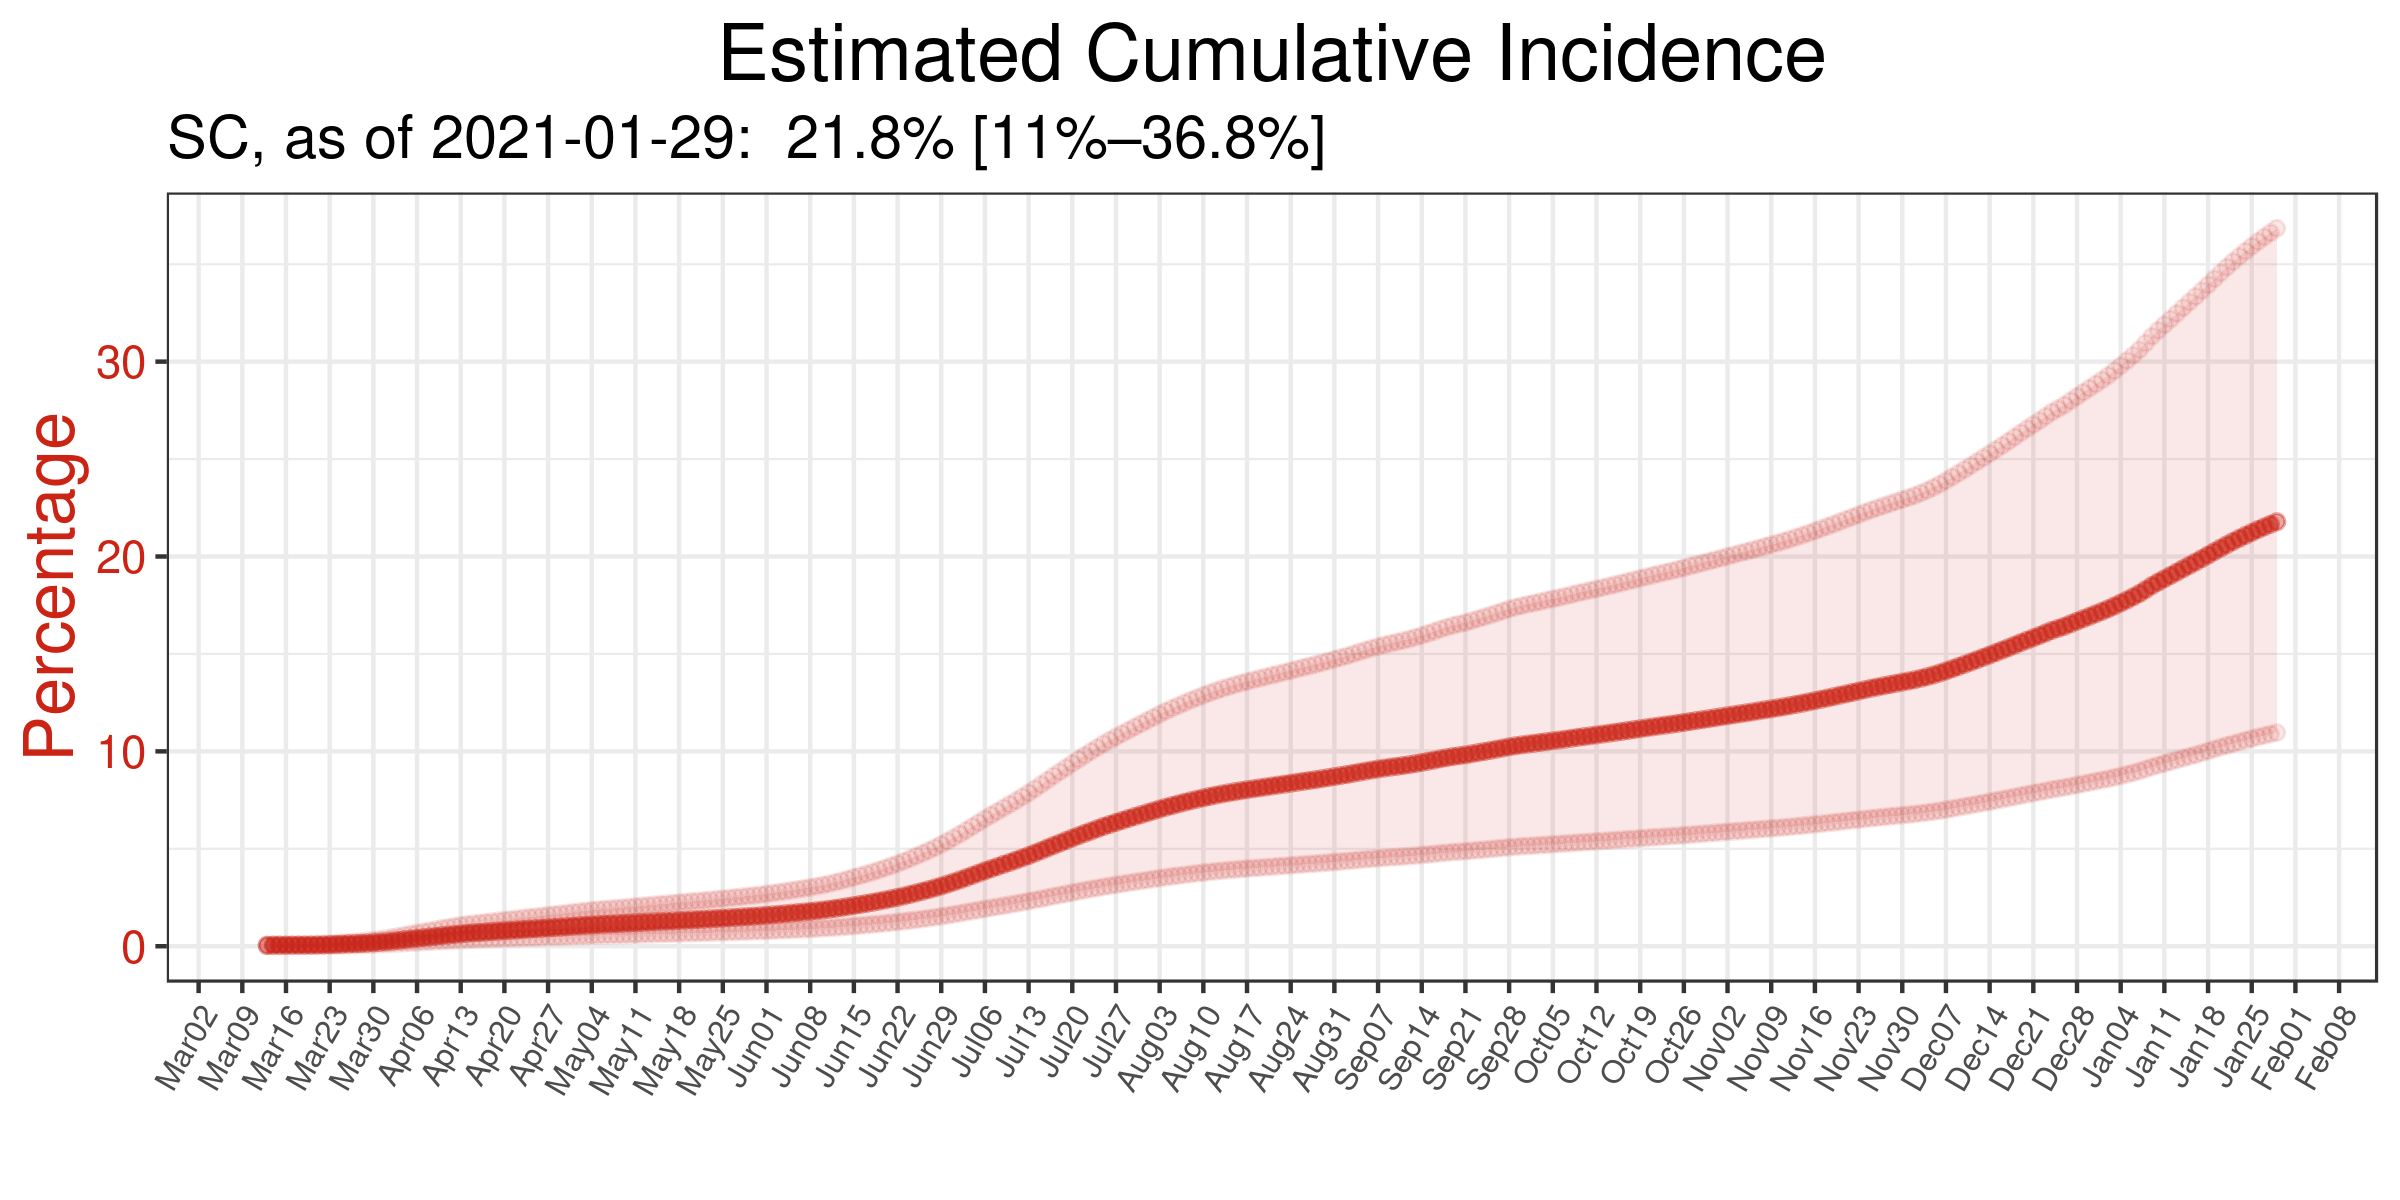 Estimated Cumulative Incidence
SC, as of 2021-01-29:  21.8% [11%–36.8%]
Percentage
30
20
10
0
Mar02
Mar09
Mar16
Mar23
Mar30
Apr06
Apr13
Apr20
Apr27
May04
May11
May18
May25
Jun01
Jun08
Jun15
Jun22
Jun29
Jul06
Jul13
Jul20
Jul27
Aug03
Aug10
Aug17
Aug24
Aug31
Sep07
Sep14
Sep21
Sep28
Oct05
Oct12
Oct19
Oct26
Nov02
Nov09
Nov16
Nov23
Nov30
Dec07
Dec14
Dec21
Dec28
Jan04
Jan11
Jan18
Jan25
Feb01
Feb08